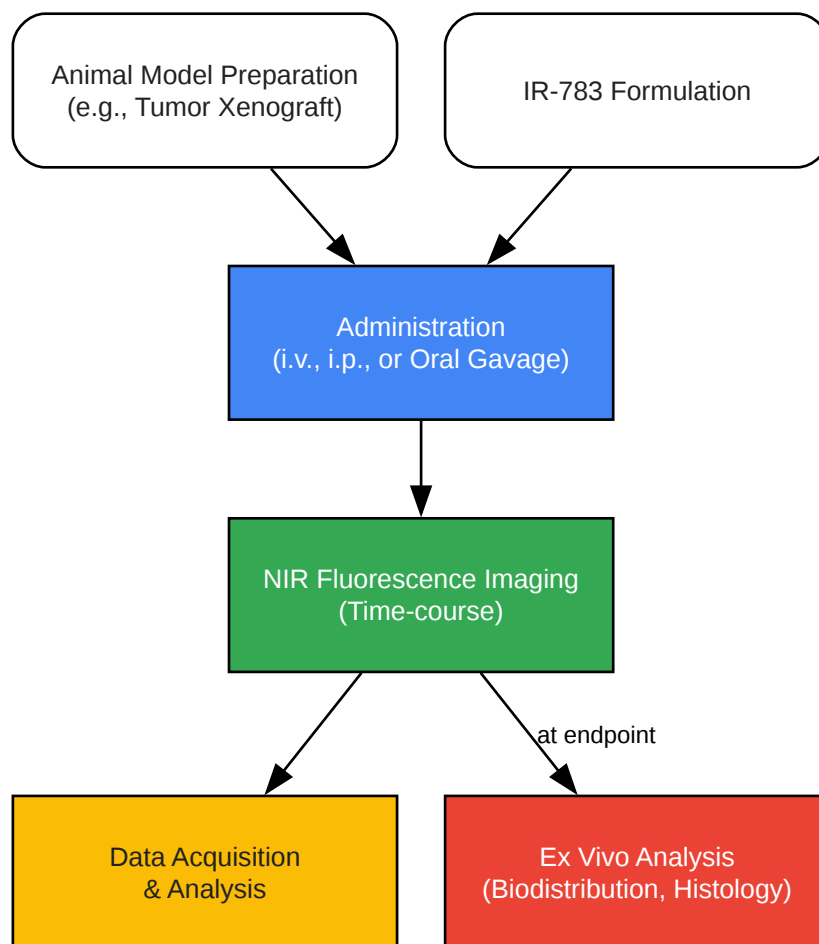 Animal Model Preparation
(e.g., Tumor Xenograft)
IR-783 Formulation
Administration
(i.v., i.p., or Oral Gavage)
NIR Fluorescence Imaging
(Time-course)
at endpoint
Data Acquisition
& Analysis
Ex Vivo Analysis
(Biodistribution, Histology)